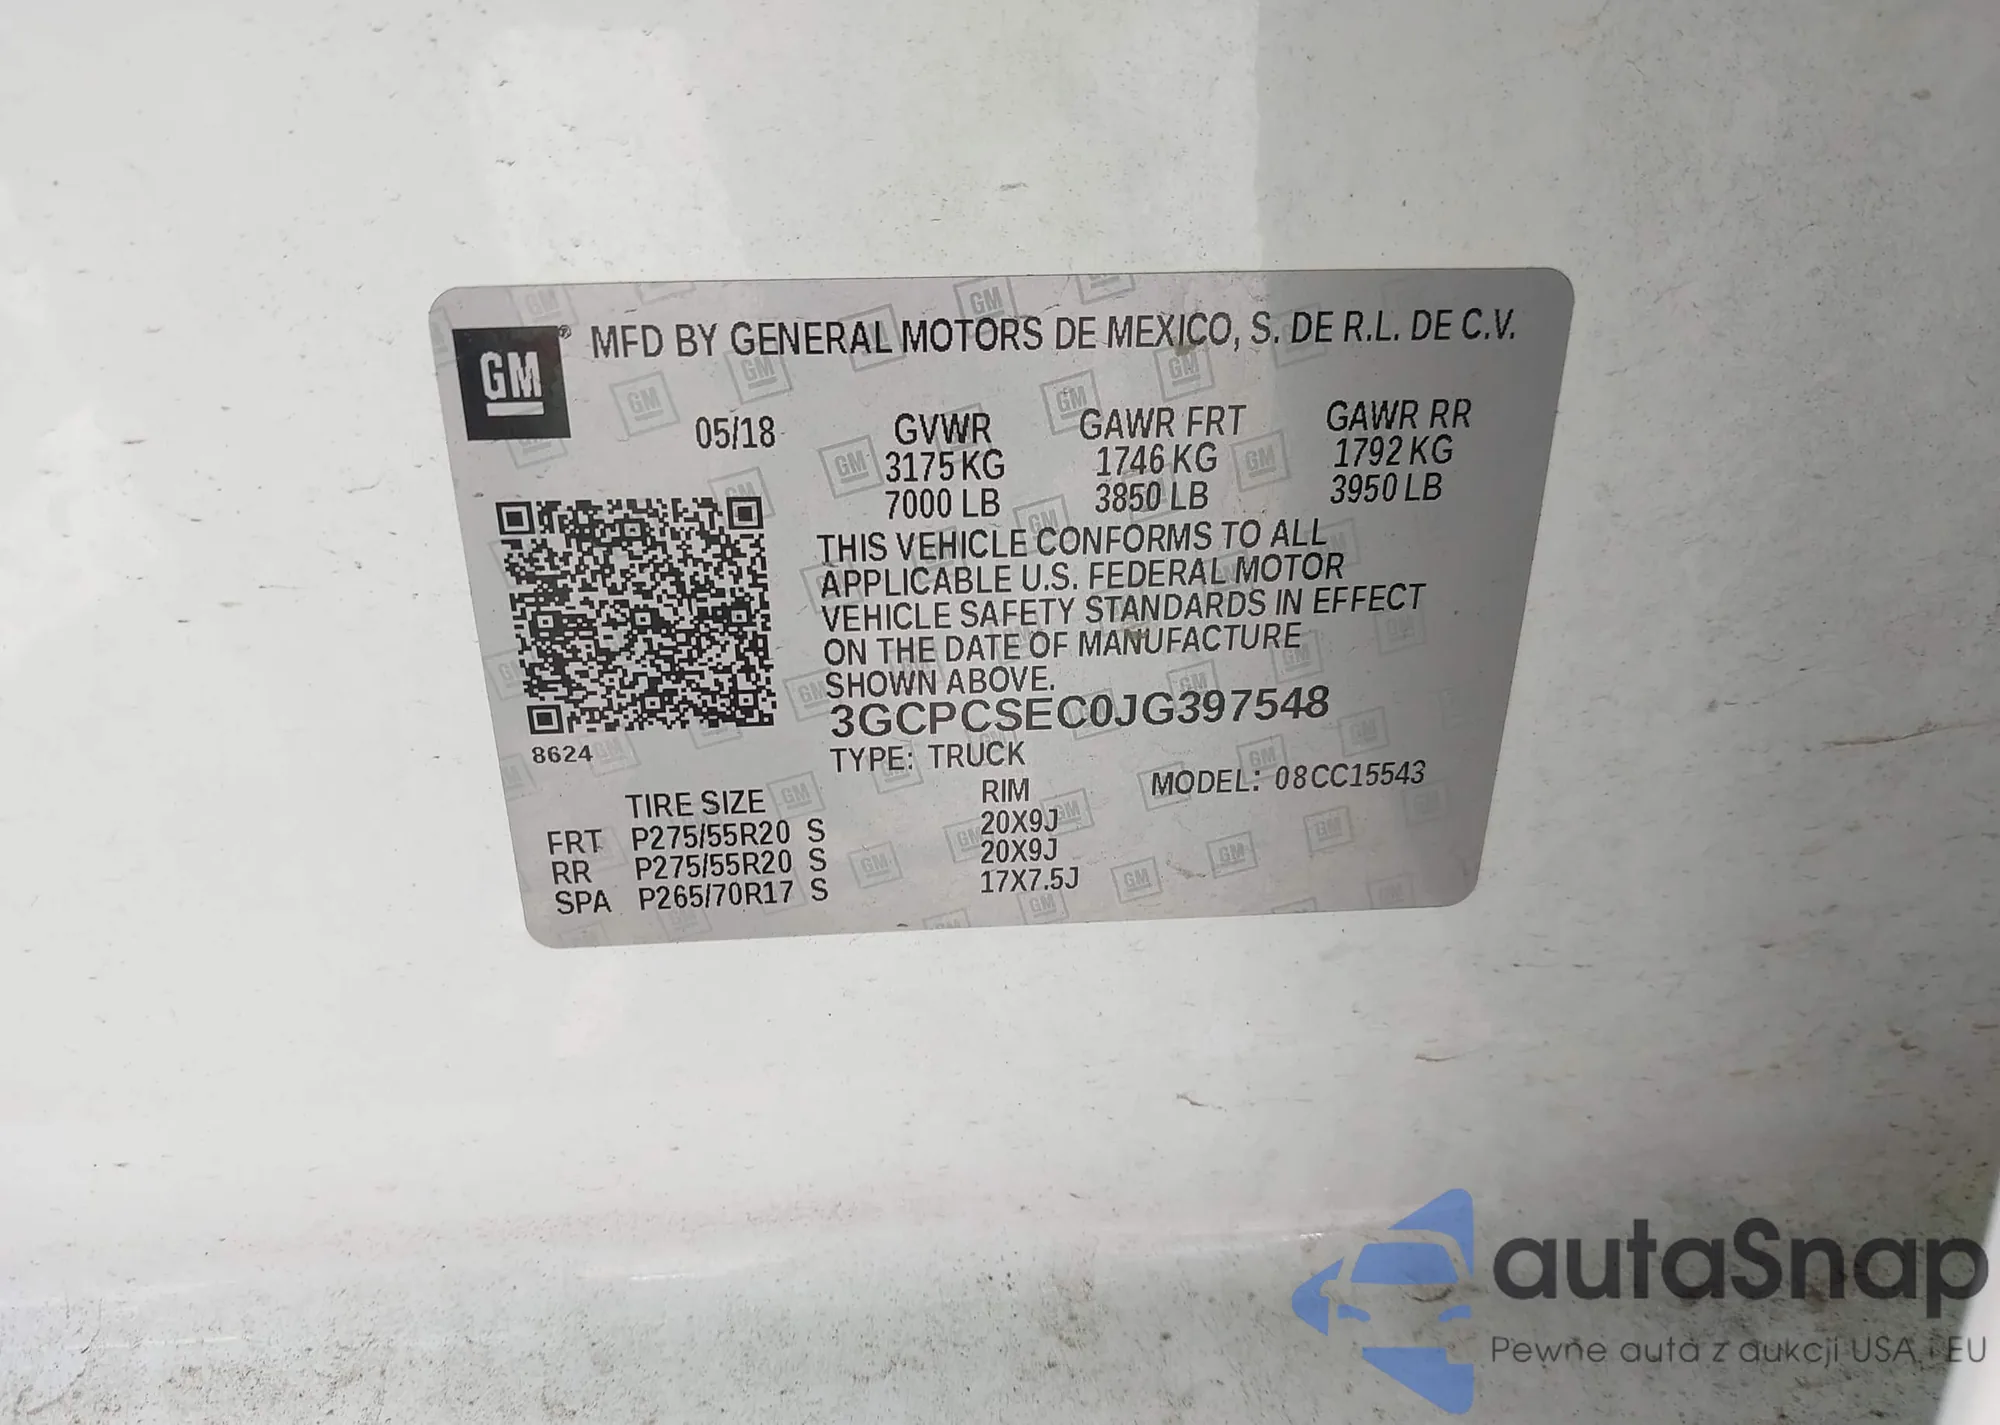 GM® MFD BY GENERAL MOTORS DE MEXICO, S. DE R.L. DE C.V.
05/18 GVWR GAWR FRT GAWR RR
3175 KG 1746 KG 1792 KG
7000 LB 3850 LB 3950 LB
THIS VEHICLE CONFORMS TO ALL
APPLICABLE U.S. FEDERAL MOTOR
VEHICLE SAFETY STANDARDS IN EFFECT
ON THE DATE OF MANUFACTURE
SHOWN ABOVE.
3GCPCSEC0JG397548
8624
TYPE: TRUCK
MODEL: 08CC15543
TIRE SIZE RIM
FRT P275/55R20 S 20X9J
RR P275/55R20 S 20X9J
SPA P265/70R17 S 17X7.5J
autaSnap
Pewne auta z aukcji USA i EU